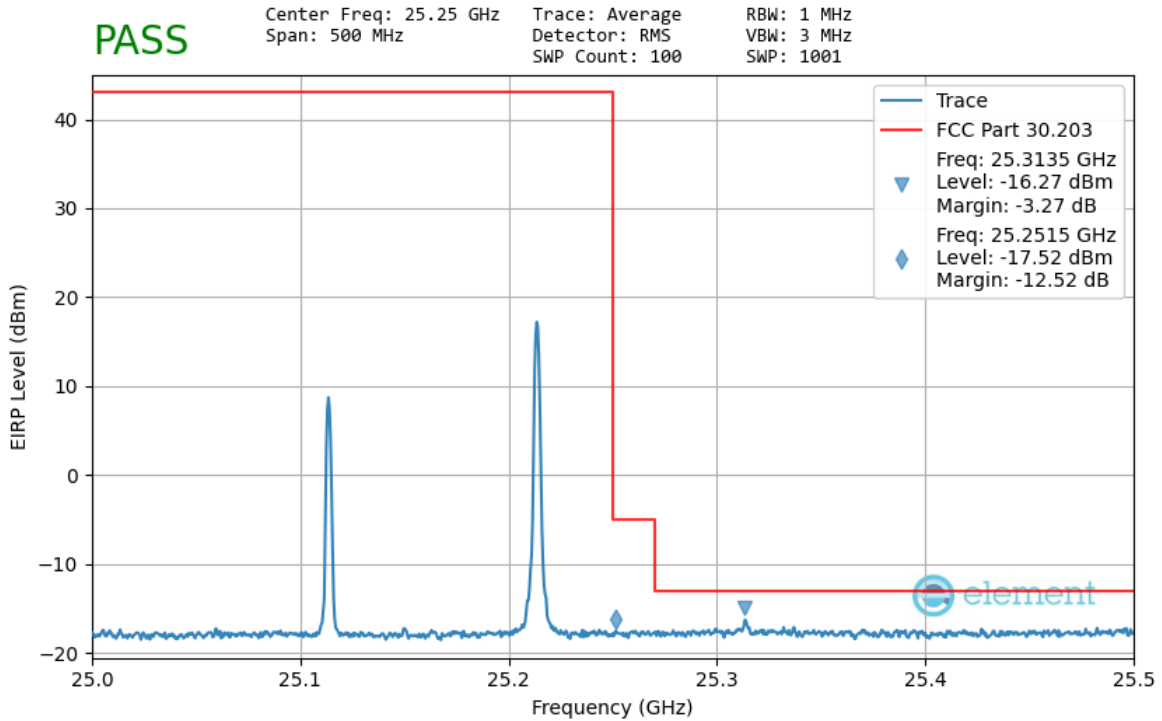 PASS
Center Freq: 25.25 GHz
Span: 500 MHz
Trace: Average
Detector: RMS
SWP Count: 100
RBW: 1 MHz
VBW: 3 MHz
SWP: 1001
Trace
FCC Part 30.203
Freq: 25.3135 GHz
Level: -16.27 dBm
Margin: -3.27 dB
Freq: 25.2515 GHz
Level: -17.52 dBm
Margin: -12.52 dB
EIRP Level (dBm)
40
30
20
10
0
−10
−20
element
25.0 25.1 25.2 25.3 25.4 25.5
Frequency (GHz)